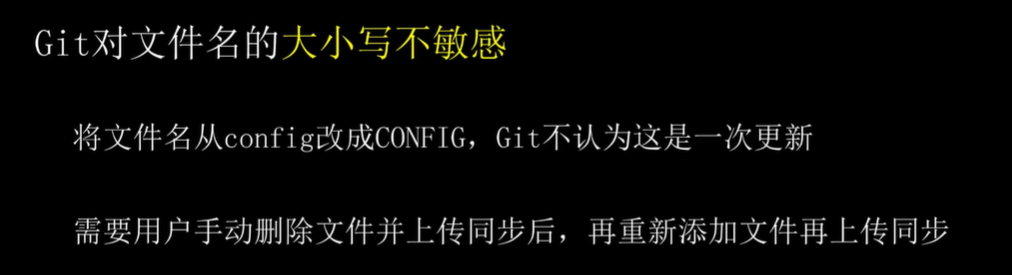 Git对文件名的大小写不敏感
将文件名从config改成CONFIG，Git不认为这是一次更新
需要用户手动删除文件并上传同步后，再重新添加文件再上传同步